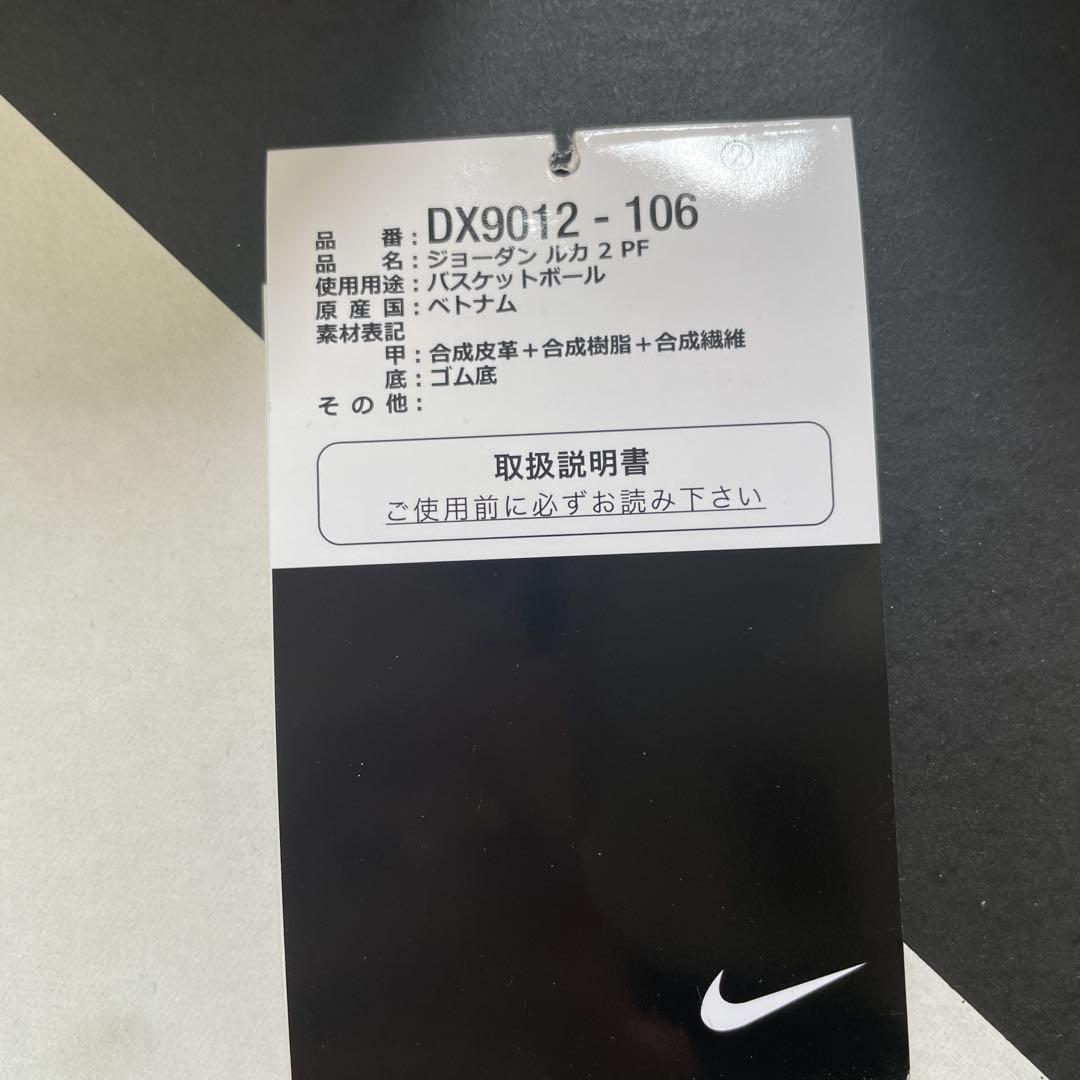 ②
品番：DX9012 - 106
品名：ジョーダン ルカ 2 PF
使用用途：バスケットボール
原産国：ベトナム
素材表記
甲：合成皮革＋合成樹脂＋合成繊維
底：ゴム底
その他：
取扱説明書
ご使用前に必ずお読み下さい